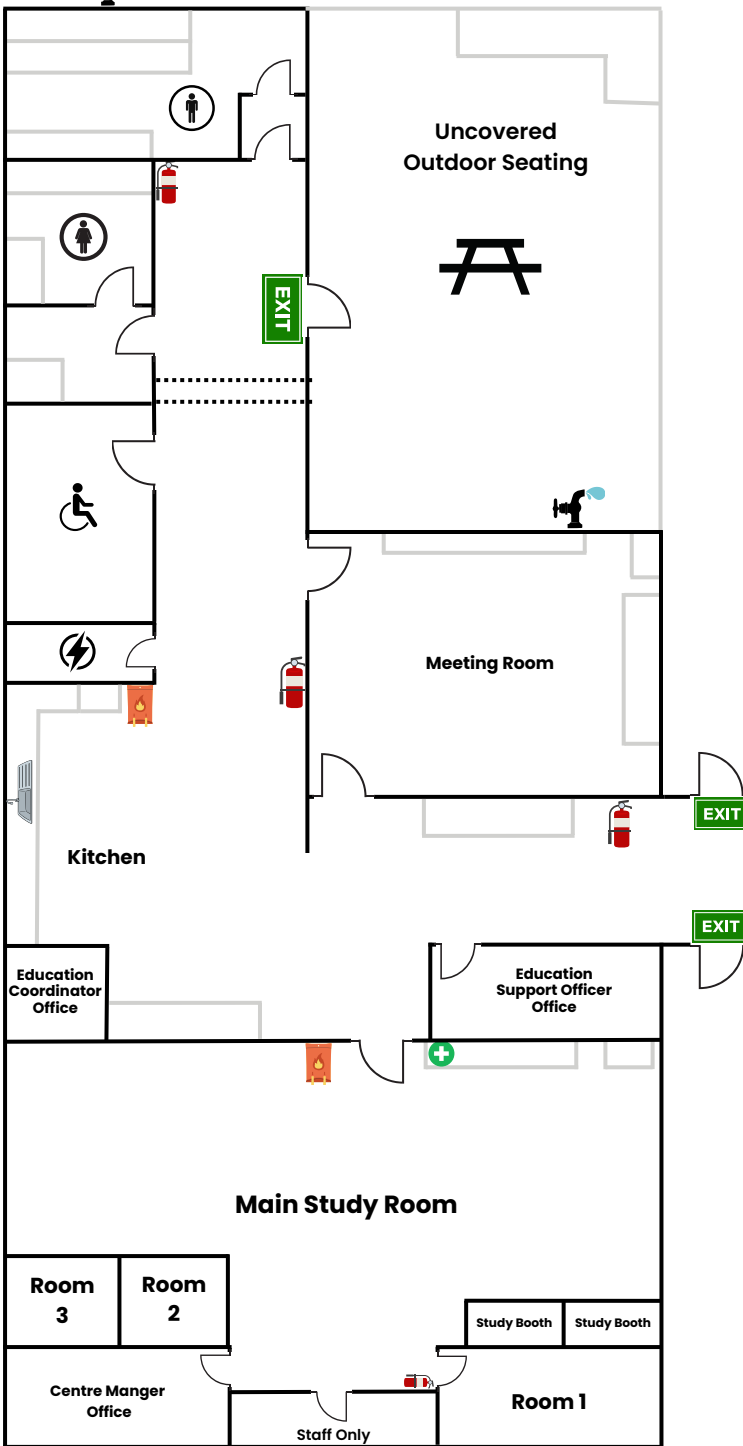 Uncovered
Outdoor Seating
EXIT
Meeting Room
EXIT
Kitchen
EXIT
Education
Coordinator
Office
Education
Support Officer
Office
Main Study Room
Room
3
Room
2
Study Booth
Study Booth
Centre Manger
Office
Room 1
Staff Only